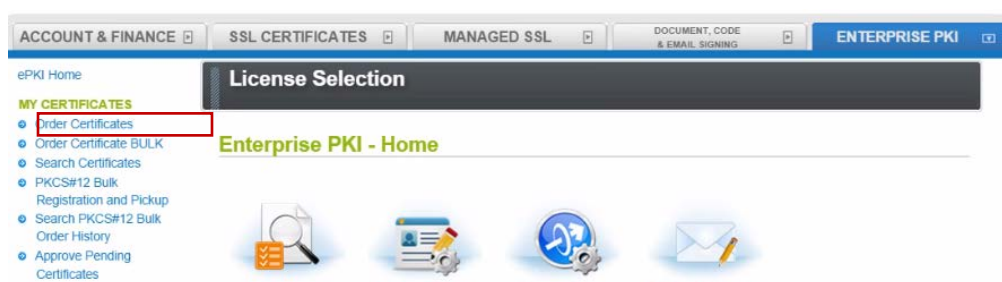 ACCOUNT & FINANCE
SSL CERTIFICATES
MANAGED SSL
DOCUMENT, CODE
& EMAIL SIGNING
ENTERPRISE PKI
ePKI Home
License Selection
MY CERTIFICATES
Order Certificates
Order Certificate BULK
Enterprise PKI - Home
Search Certificates
PKCS#12 Bulk
Registration and Pickup
Search PKCS#12 Bulk
Order History
Approve Pending
Certificates